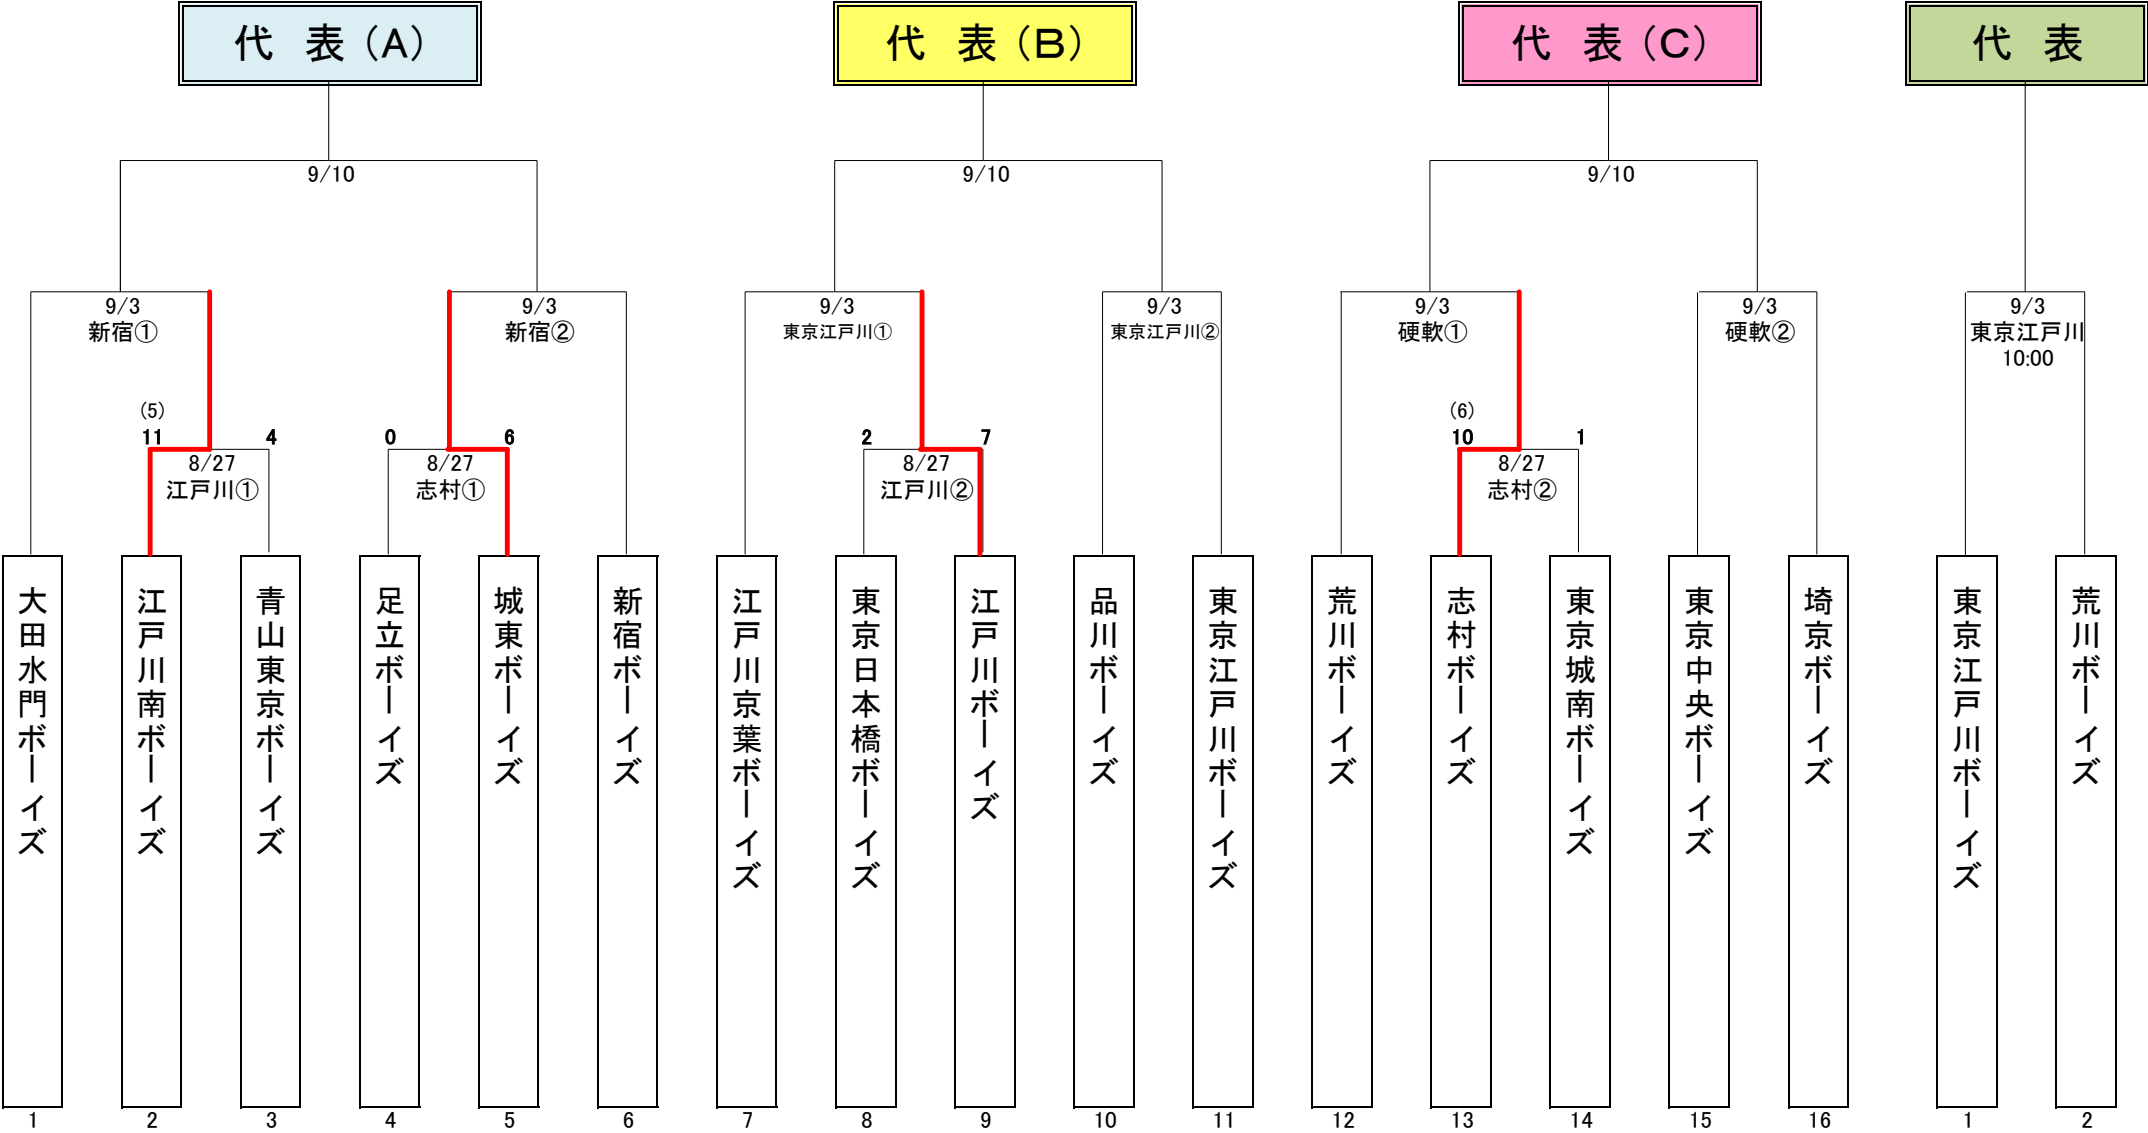 代 表（A）
代 表（B）
代 表（C）
代 表
9/10
9/10
9/10
9/3
新宿①
9/3
新宿②
9/3
東京江戸川①
9/3
東京江戸川②
9/3
硬軟①
9/3
硬軟②
9/3
東京江戸川
10:00
(5)
11
4
8/27
江戸川①
0
6
8/27
志村①
2
7
8/27
江戸川②
(6)
10
1
8/27
志村②
大田水門ボーイズ
江戸川南ボーイズ
青山東京ボーイズ
足立ボーイズ
城東ボーイズ
新宿ボーイズ
江戸川京葉ボーイズ
東京日本橋ボーイズ
江戸川ボーイズ
品川ボーイズ
東京江戸川ボーイズ
荒川ボーイズ
志村ボーイズ
東京城南ボーイズ
東京中央ボーイズ
埼京ボーイズ
東京江戸川ボーイズ
荒川ボーイズ
1
2
3
4
5
6
7
8
9
10
11
12
13
14
15
16
1
2